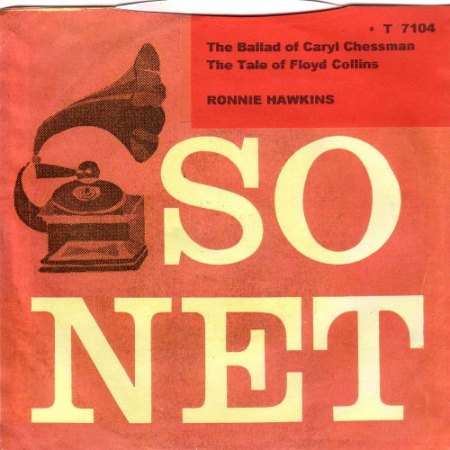 • T 7104
The Ballad of Caryl Chessman
The Tale of Floyd Collins
RONNIE HAWKINS
SO
NET